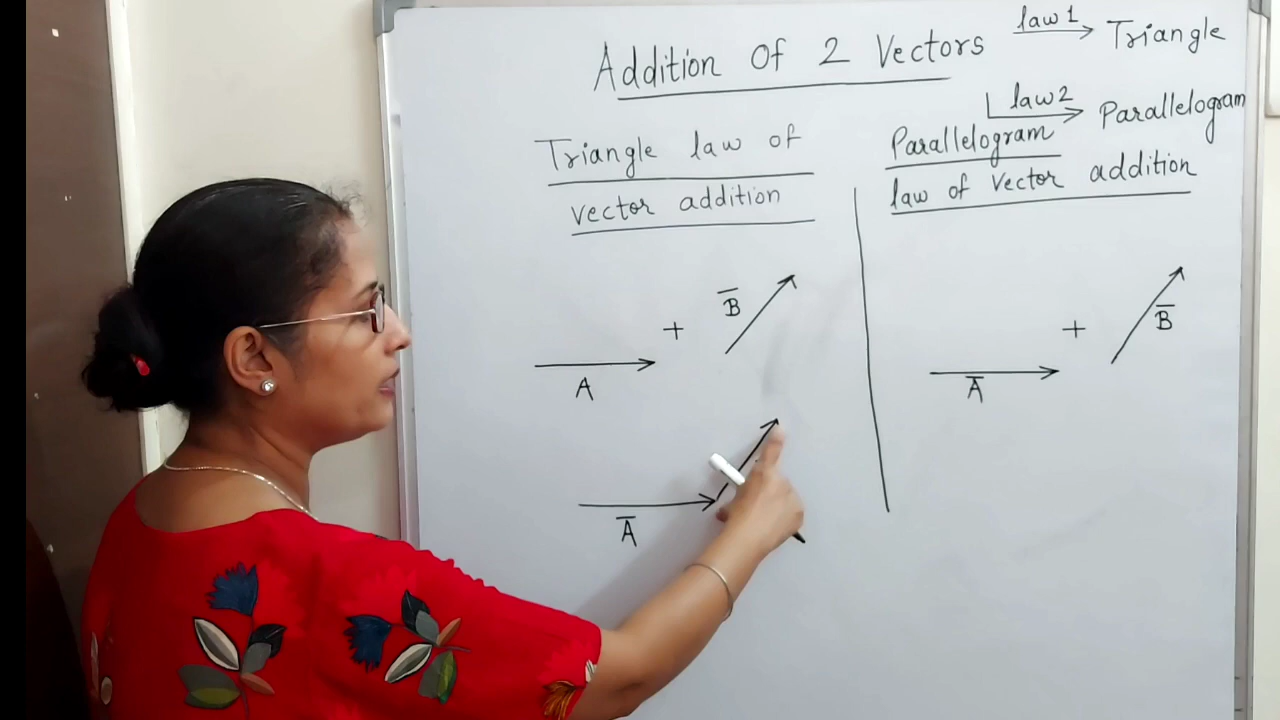 Addition Of 2 Vectors
law 1 Triangle
law 2 Parallelogram
Triangle law of
vector addition
Parallelogram
law of Vector addition
A + B̅
A̅
A̅ + B̅